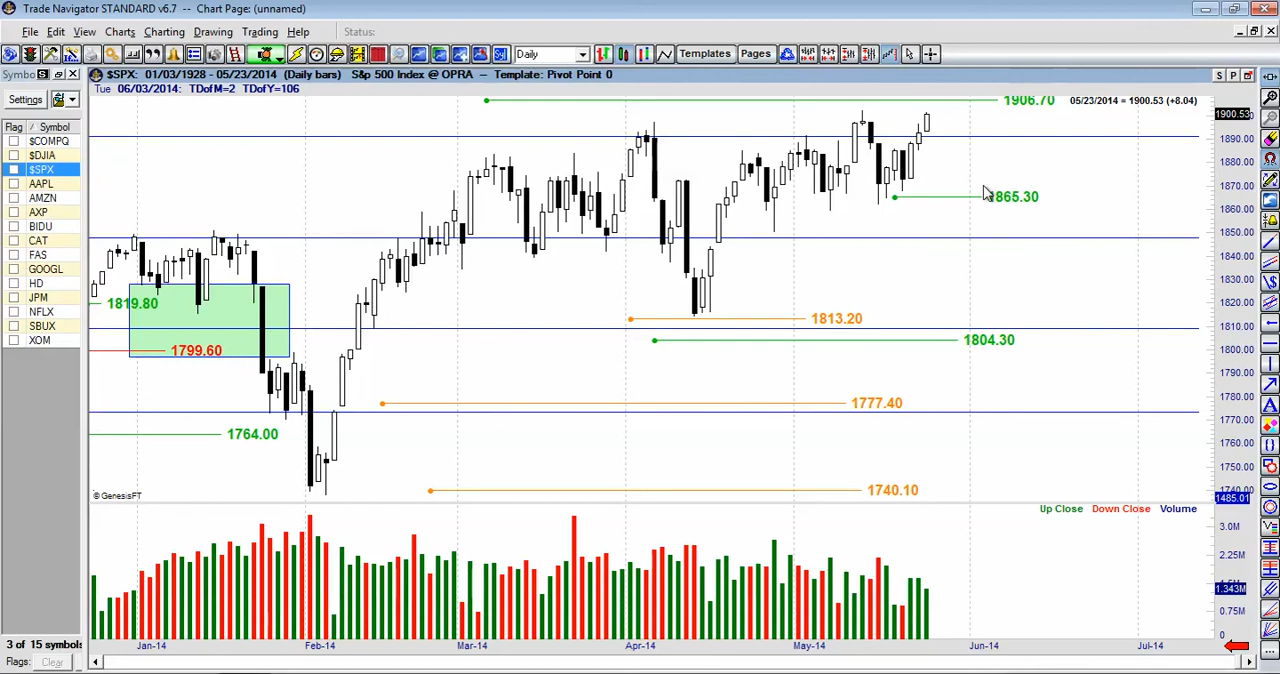 Trade Navigator STANDARD v6.7 -- Chart Page: (unnamed)
File Edit View Charts Charting Drawing Trading Help Status:
Daily Templates Pages
Symbo S
$SPX: 01/03/1928 - 05/23/2014 (Daily bars) S&p 500 Index @ OPRA -- Template: Pivot Point 0
S P
Tue 06/03/2014: TDofM=2 TDofY=106
Settings
Flag / Symbol
$COMPQ
$DJIA
$SPX
AAPL
AMZN
AXP
BIDU
CAT
FAS
GOOGL
HD
JPM
NFLX
SBUX
XOM
1906.70
05/23/2014 = 1900.53 (+8.04)
1900.53
1890.00
1880.00
1870.00
1860.00
1850.00
1840.00
1830.00
1820.00
1810.00
1800.00
1790.00
1780.00
1770.00
1760.00
1750.00
1740.00
1485.01
865.30
1819.80
1813.20
1799.60
1804.30
1777.40
1764.00
1740.10
© GenesisFT
Up Close Down Close Volume
3.0M
2.25M
1.343M
0.75M
0
Jan-14 Feb-14 Mar-14 Apr-14 May-14 Jun-14 Jul-14
3 of 15 symbols
Flags: Clear